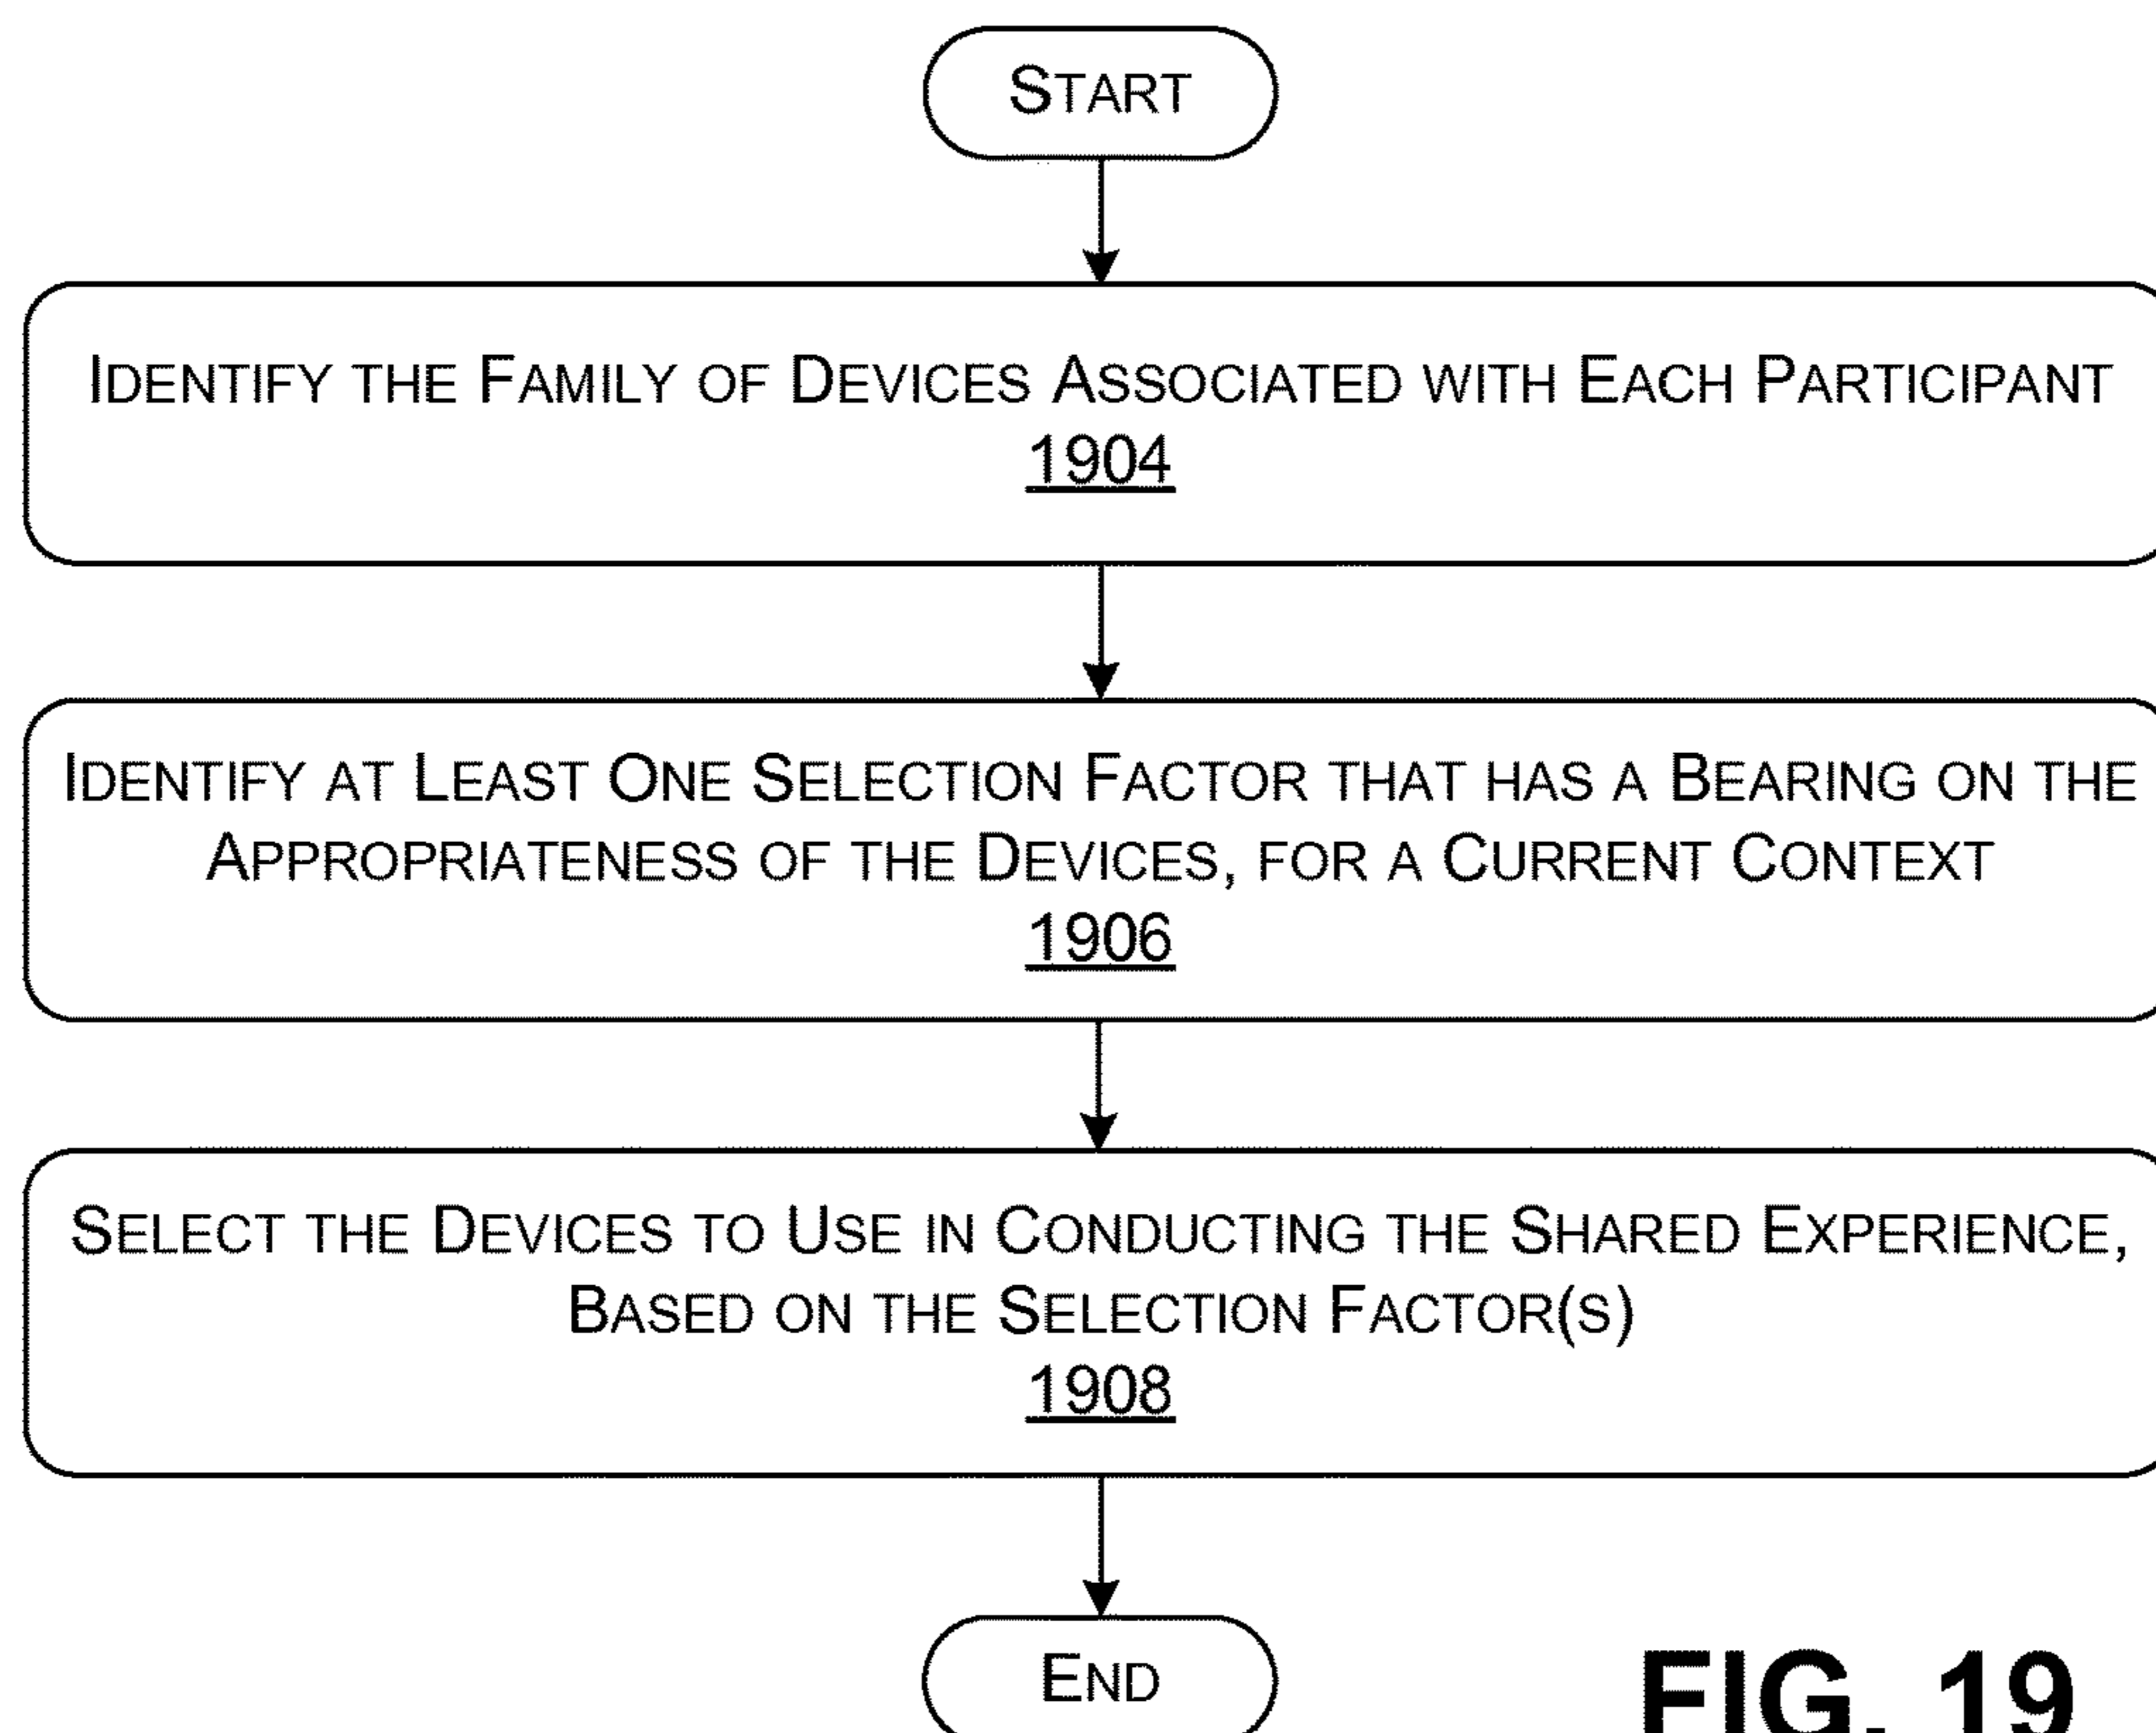 START
IDENTIFY THE FAMILY OF DEVICES ASSOCIATED WITH EACH PARTICIPANT
1904
IDENTIFY AT LEAST ONE SELECTION FACTOR THAT HAS A BEARING ON THE
APPROPRIATENESS OF THE DEVICES, FOR A CURRENT CONTEXT
1906
SELECT THE DEVICES TO USE IN CONDUCTING THE SHARED EXPERIENCE,
BASED ON THE SELECTION FACTOR(S)
1908
END
FIG. 19